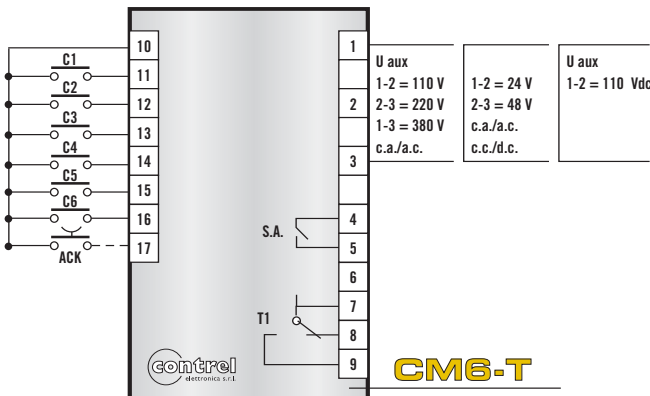 C1
C2
C3
C4
C5
C6
ACK
10
11
12
13
14
15
16
17
S.A.
T1
contrel
elettronica s.r.l.
1
2
3
4
5
6
7
8
9
U aux
1-2 = 110 V
2-3 = 220 V
1-3 = 380 V
c.a./a.c.
1-2 = 24 V
2-3 = 48 V
c.a./a.c.
c.c./d.c.
U aux
1-2 = 110 Vdc
CM6-T